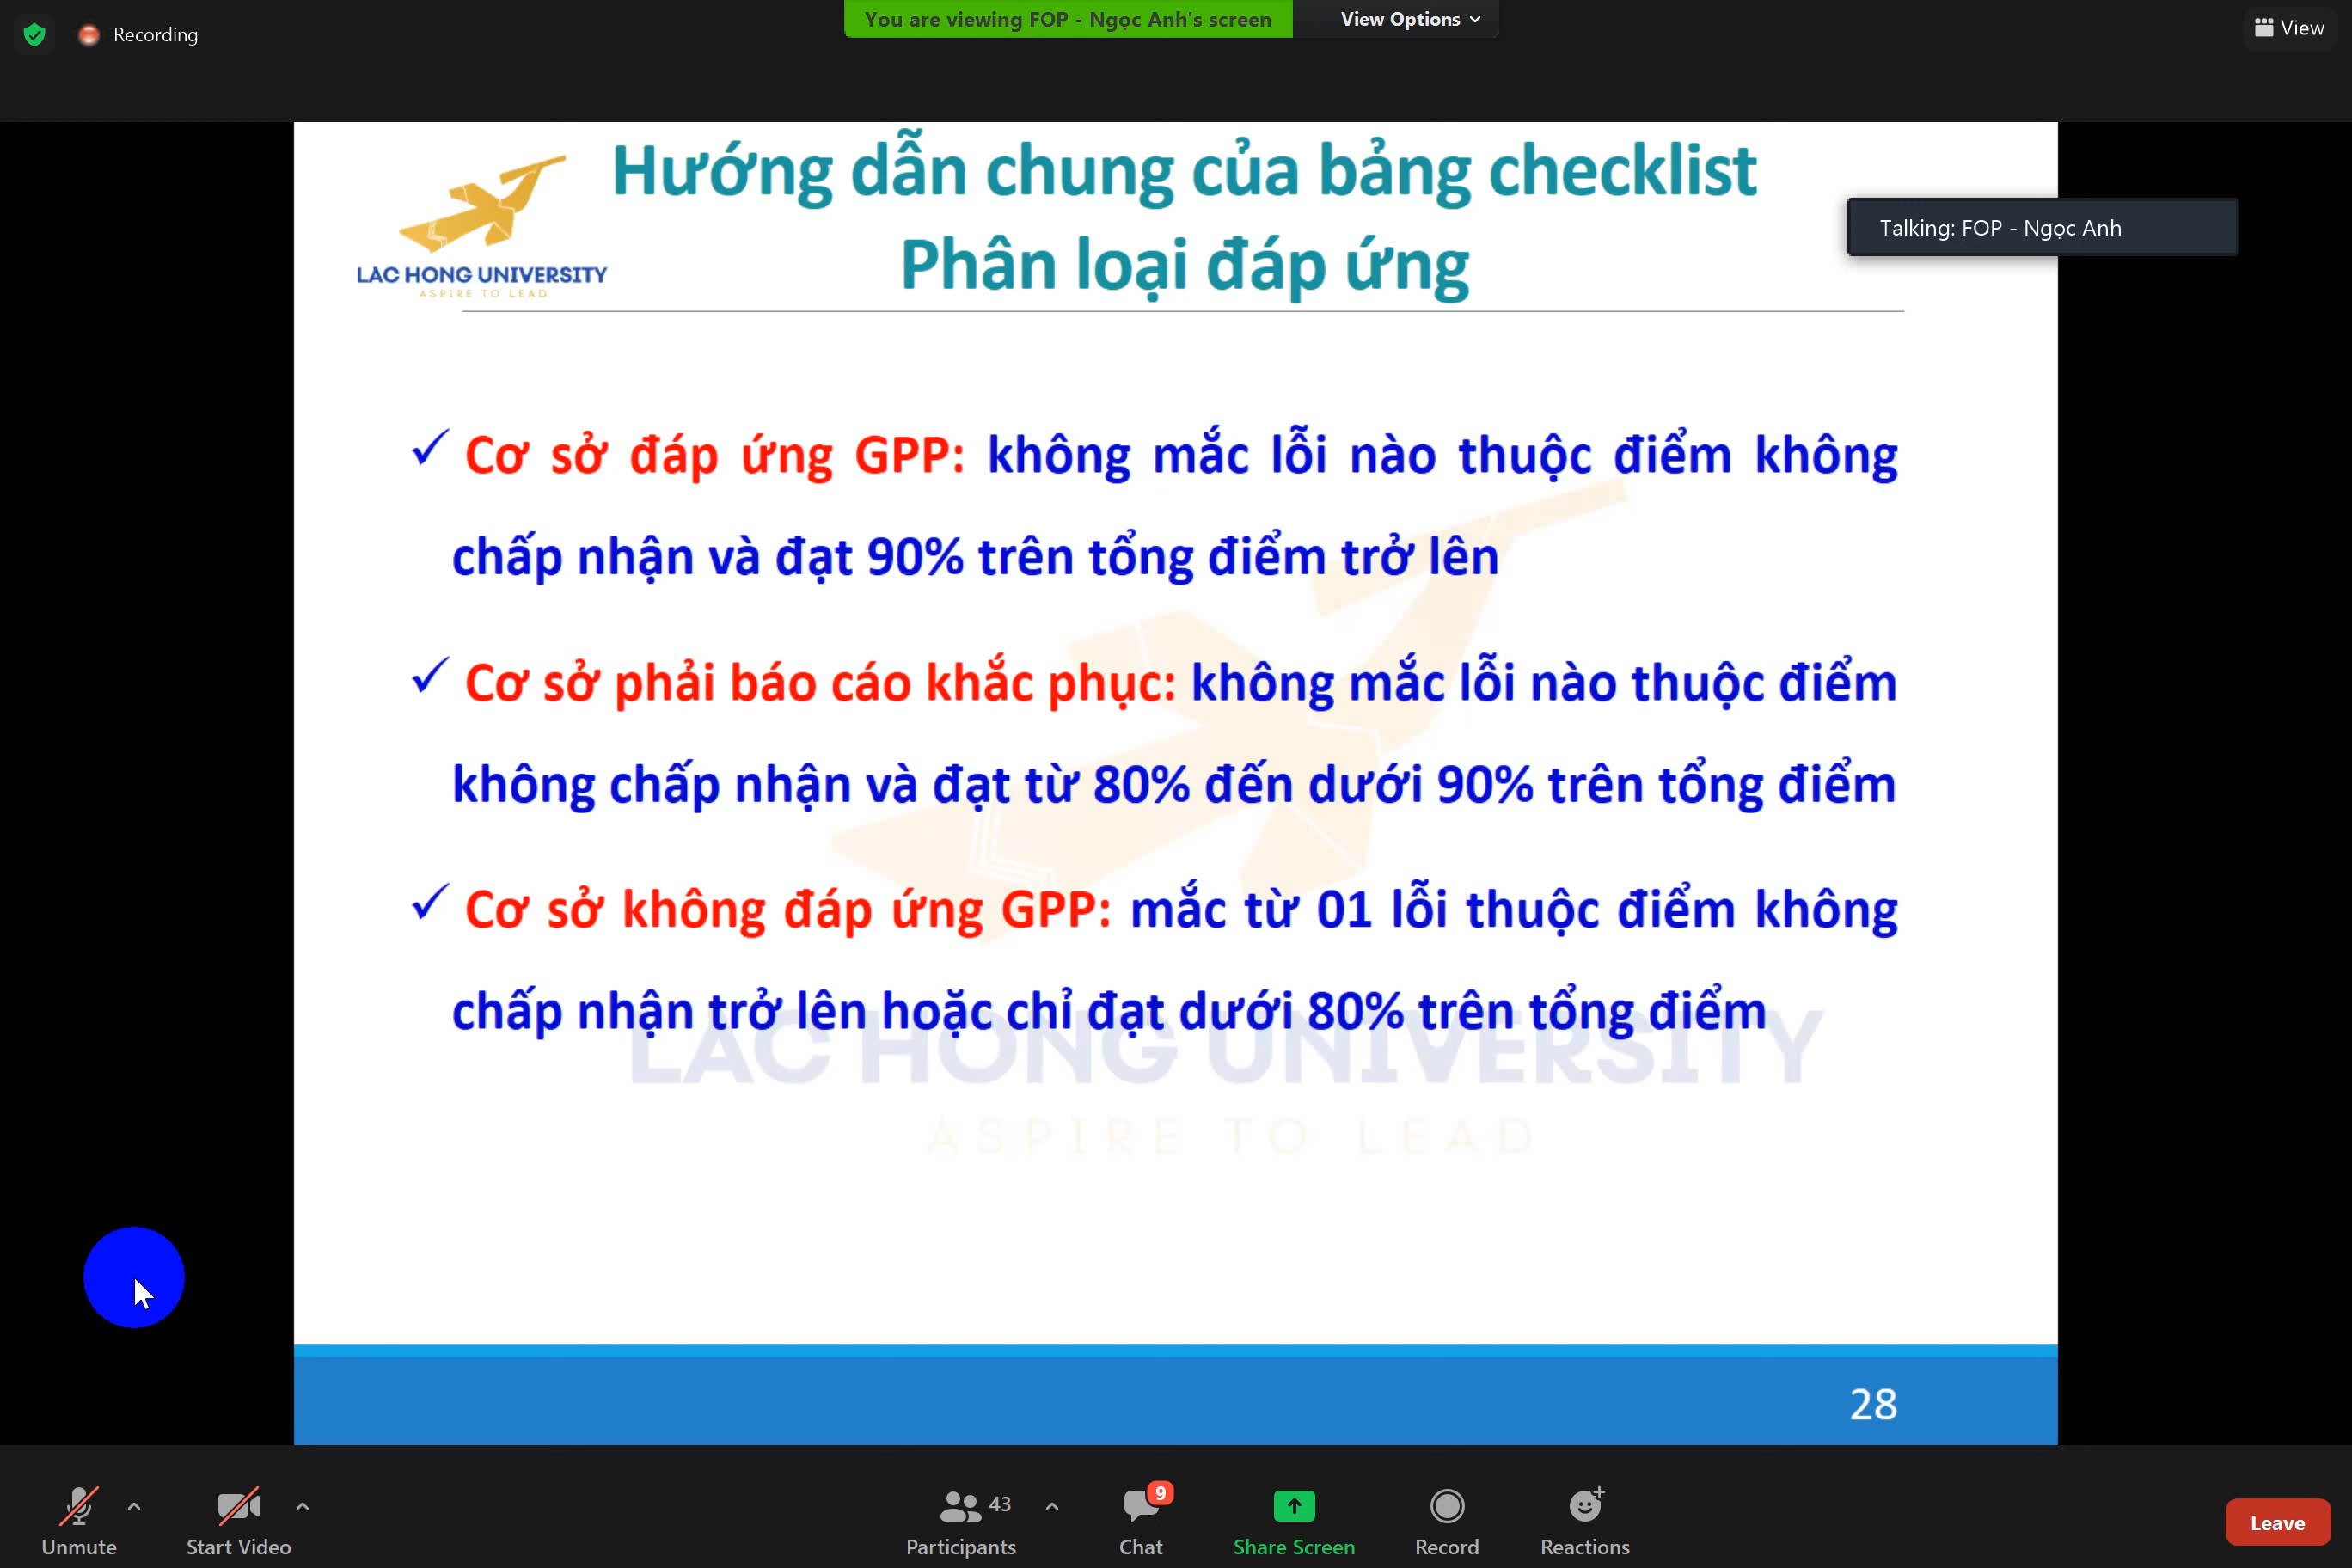 Recording
You are viewing FOP - Ngọc Anh's screen
View Options
View
Hướng dẫn chung của bảng checklist
Phân loại đáp ứng
LAC HONG UNIVERSITY
ASPIRE TO LEAD
Talking: FOP - Ngọc Anh
✓ Cơ sở đáp ứng GPP: không mắc lỗi nào thuộc điểm không
chấp nhận và đạt 90% trên tổng điểm trở lên
✓ Cơ sở phải báo cáo khắc phục: không mắc lỗi nào thuộc điểm
không chấp nhận và đạt từ 80% đến dưới 90% trên tổng điểm
✓ Cơ sở không đáp ứng GPP: mắc từ 01 lỗi thuộc điểm không
chấp nhận trở lên hoặc chỉ đạt dưới 80% trên tổng điểm
LAC HONG UNIVERSITY
ASPIRE TO LEAD
28
Unmute
Start Video
43
Participants
9
Chat
Share Screen
Record
Reactions
Leave